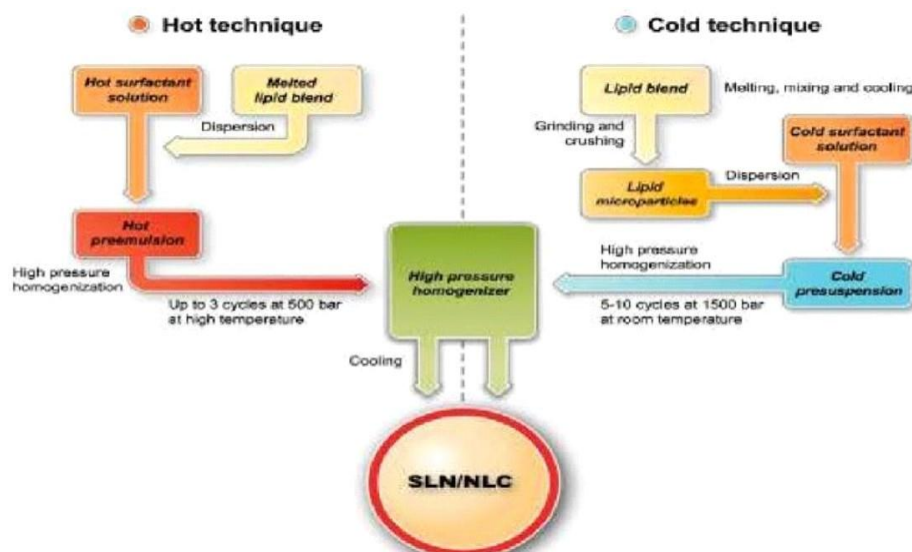 Hot technique
Hot surfactant
solution
Melted
lipid blend
Dispersion
Hot
preemulsion
High pressure
homogenization
Up to 3 cycles at 500 bar
at high temperature
Cold technique
Lipid blend
Melting, mixing and cooling
Grinding and
crushing
Cold surfactant
solution
Lipid
microparticles
Dispersion
High pressure
homogenization
Cold
presuspension
5-10 cycles at 1500 bar
at room temperature
High pressure
homogenizer
Cooling
SLN/NLC